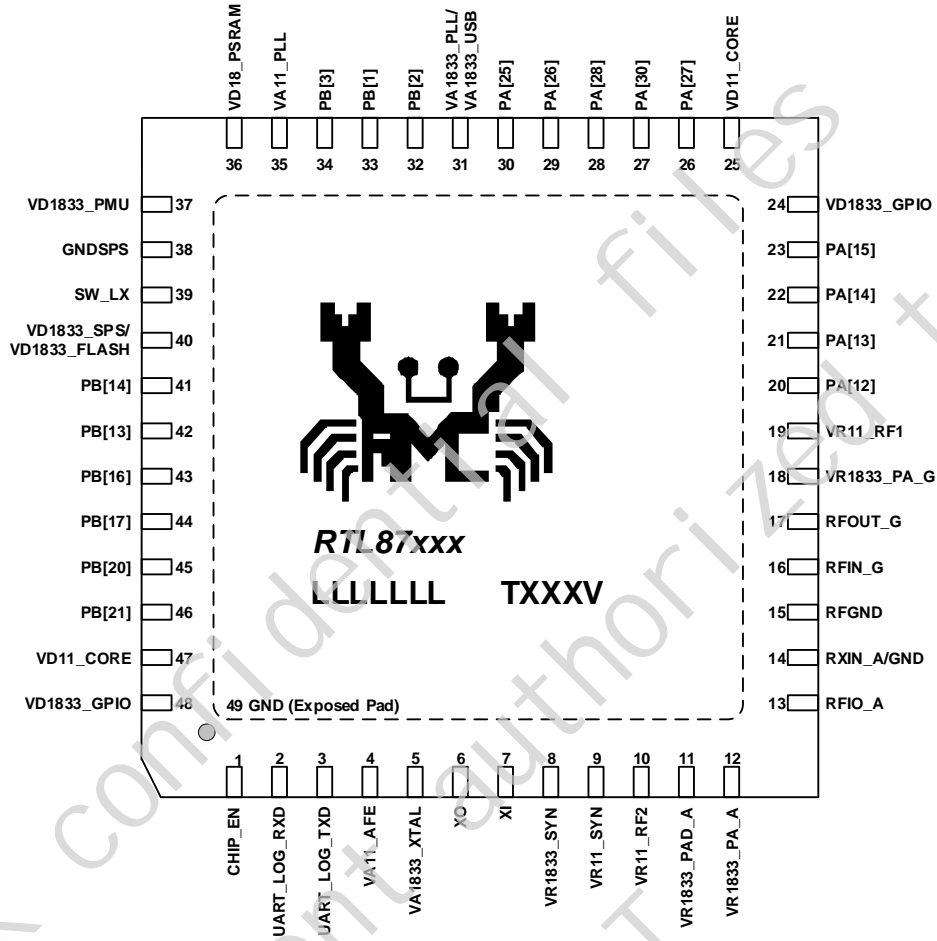 VD18_PSRAM
VA11_PLL
PB[3]
PB[1]
PB[2]
VA1833_PLL/
VA1833_USB
PA[25]
PA[26]
PA[28]
PA[30]
PA[27]
VD11_CORE
36 35 34 33 32 31 30 29 28 27 26 25
VD1833_PMU 37
GNDSPS 38
SW_LX 39
VD1833_SPS/
VD1833_FLASH 40
PB[14] 41
PB[13] 42
PB[16] 43
PB[17] 44
PB[20] 45
PB[21] 46
VD11_CORE 47
VD1833_GPIO 48
24 VD1833_GPIO
23 PA[15]
22 PA[14]
21 PA[13]
20 PA[12]
19 VR11_RF1
18 VR1833_PA_G
17 RFOUT_G
16 RFIN_G
15 RFGND
14 RXIN_A/GND
13 RFIO_A
RTL87xxx
LLLLLLL TXXXV
49 GND (Exposed Pad)
1 2 3 4 5 6 7 8 9 10 11 12
CHIP_EN
UART_LOG_RXD
UART_LOG_TXD
VA11_AFE
VA1833_XTAL
XO
XI
VR1833_SYN
VR11_SYN
VR11_RF2
VR1833_PAD_A
VR1833_PA_A
confidential files
authorized t